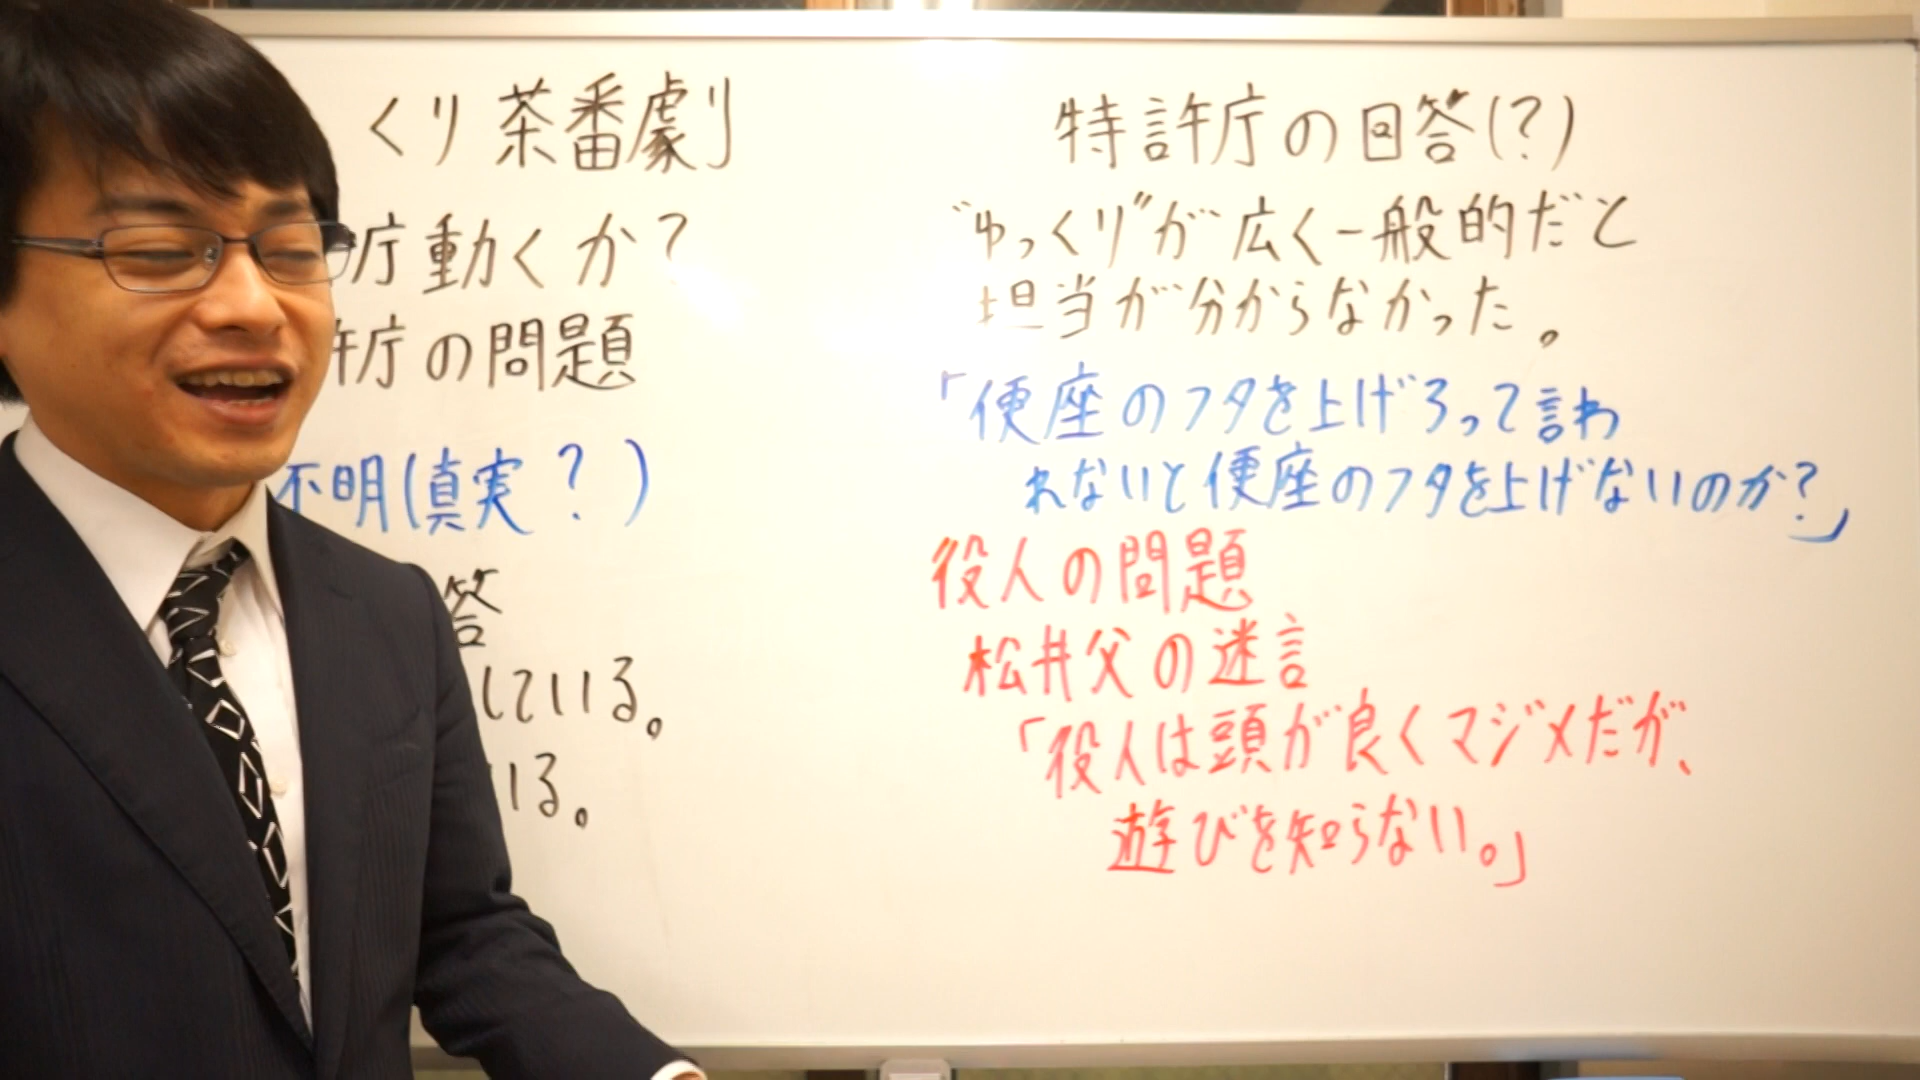 くり茶番劇
庁動くか?
許庁の問題
不明(真実?)
答
している。
いる。
特許庁の回答(?)
“ゆっくり”が広く一般的だと
担当が分からなかった。
「便座のフタを上げろって言わ
れないと便座のフタを上げないのか?」
役人の問題
松井父の迷言
「役人は頭が良くマジメだが、
遊びを知らない。」